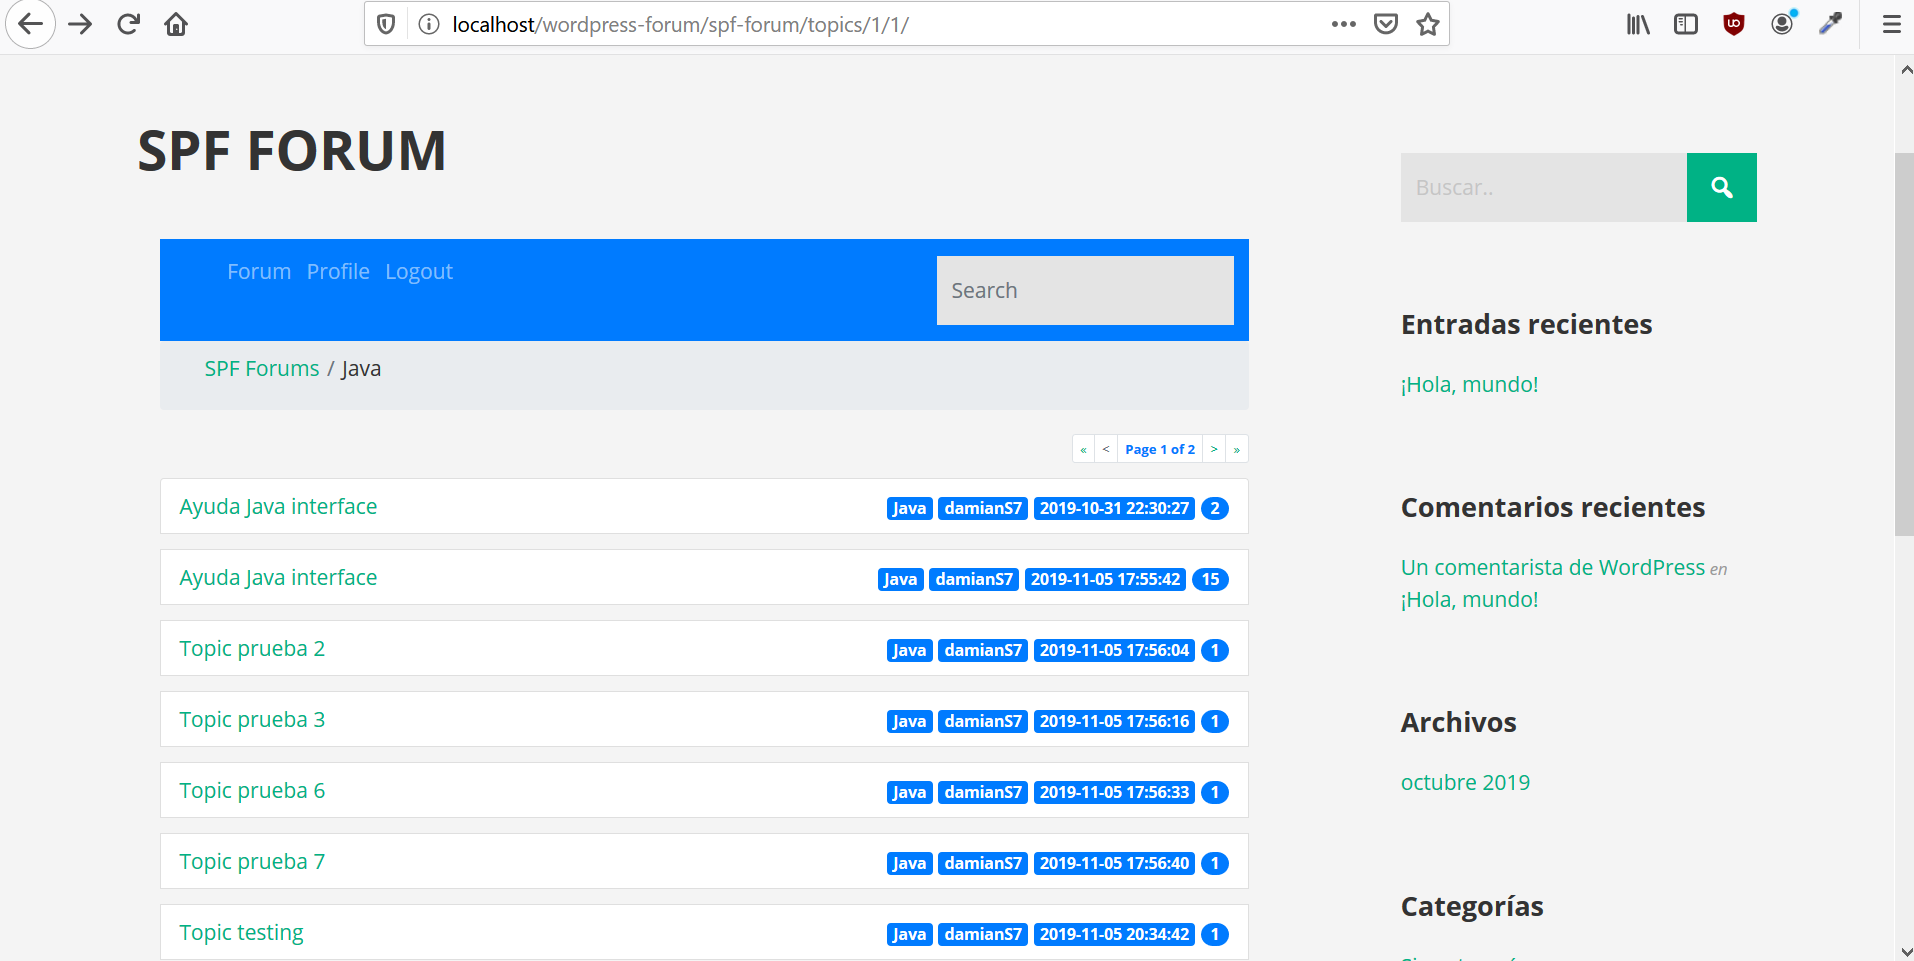 localhost/wordpress-forum/spf-forum/topics/1/1/
SPF FORUM
Forum Profile Logout
Search
SPF Forums / Java
« < Page 1 of 2 > »
Ayuda Java interface Java damianS7 2019-10-31 22:30:27 2
Ayuda Java interface Java damianS7 2019-11-05 17:55:42 15
Topic prueba 2 Java damianS7 2019-11-05 17:56:04 1
Topic prueba 3 Java damianS7 2019-11-05 17:56:16 1
Topic prueba 6 Java damianS7 2019-11-05 17:56:33 1
Topic prueba 7 Java damianS7 2019-11-05 17:56:40 1
Topic testing Java damianS7 2019-11-05 20:34:42 1
Buscar..
Entradas recientes
¡Hola, mundo!
Comentarios recientes
Un comentarista de WordPress en
¡Hola, mundo!
Archivos
octubre 2019
Categorías